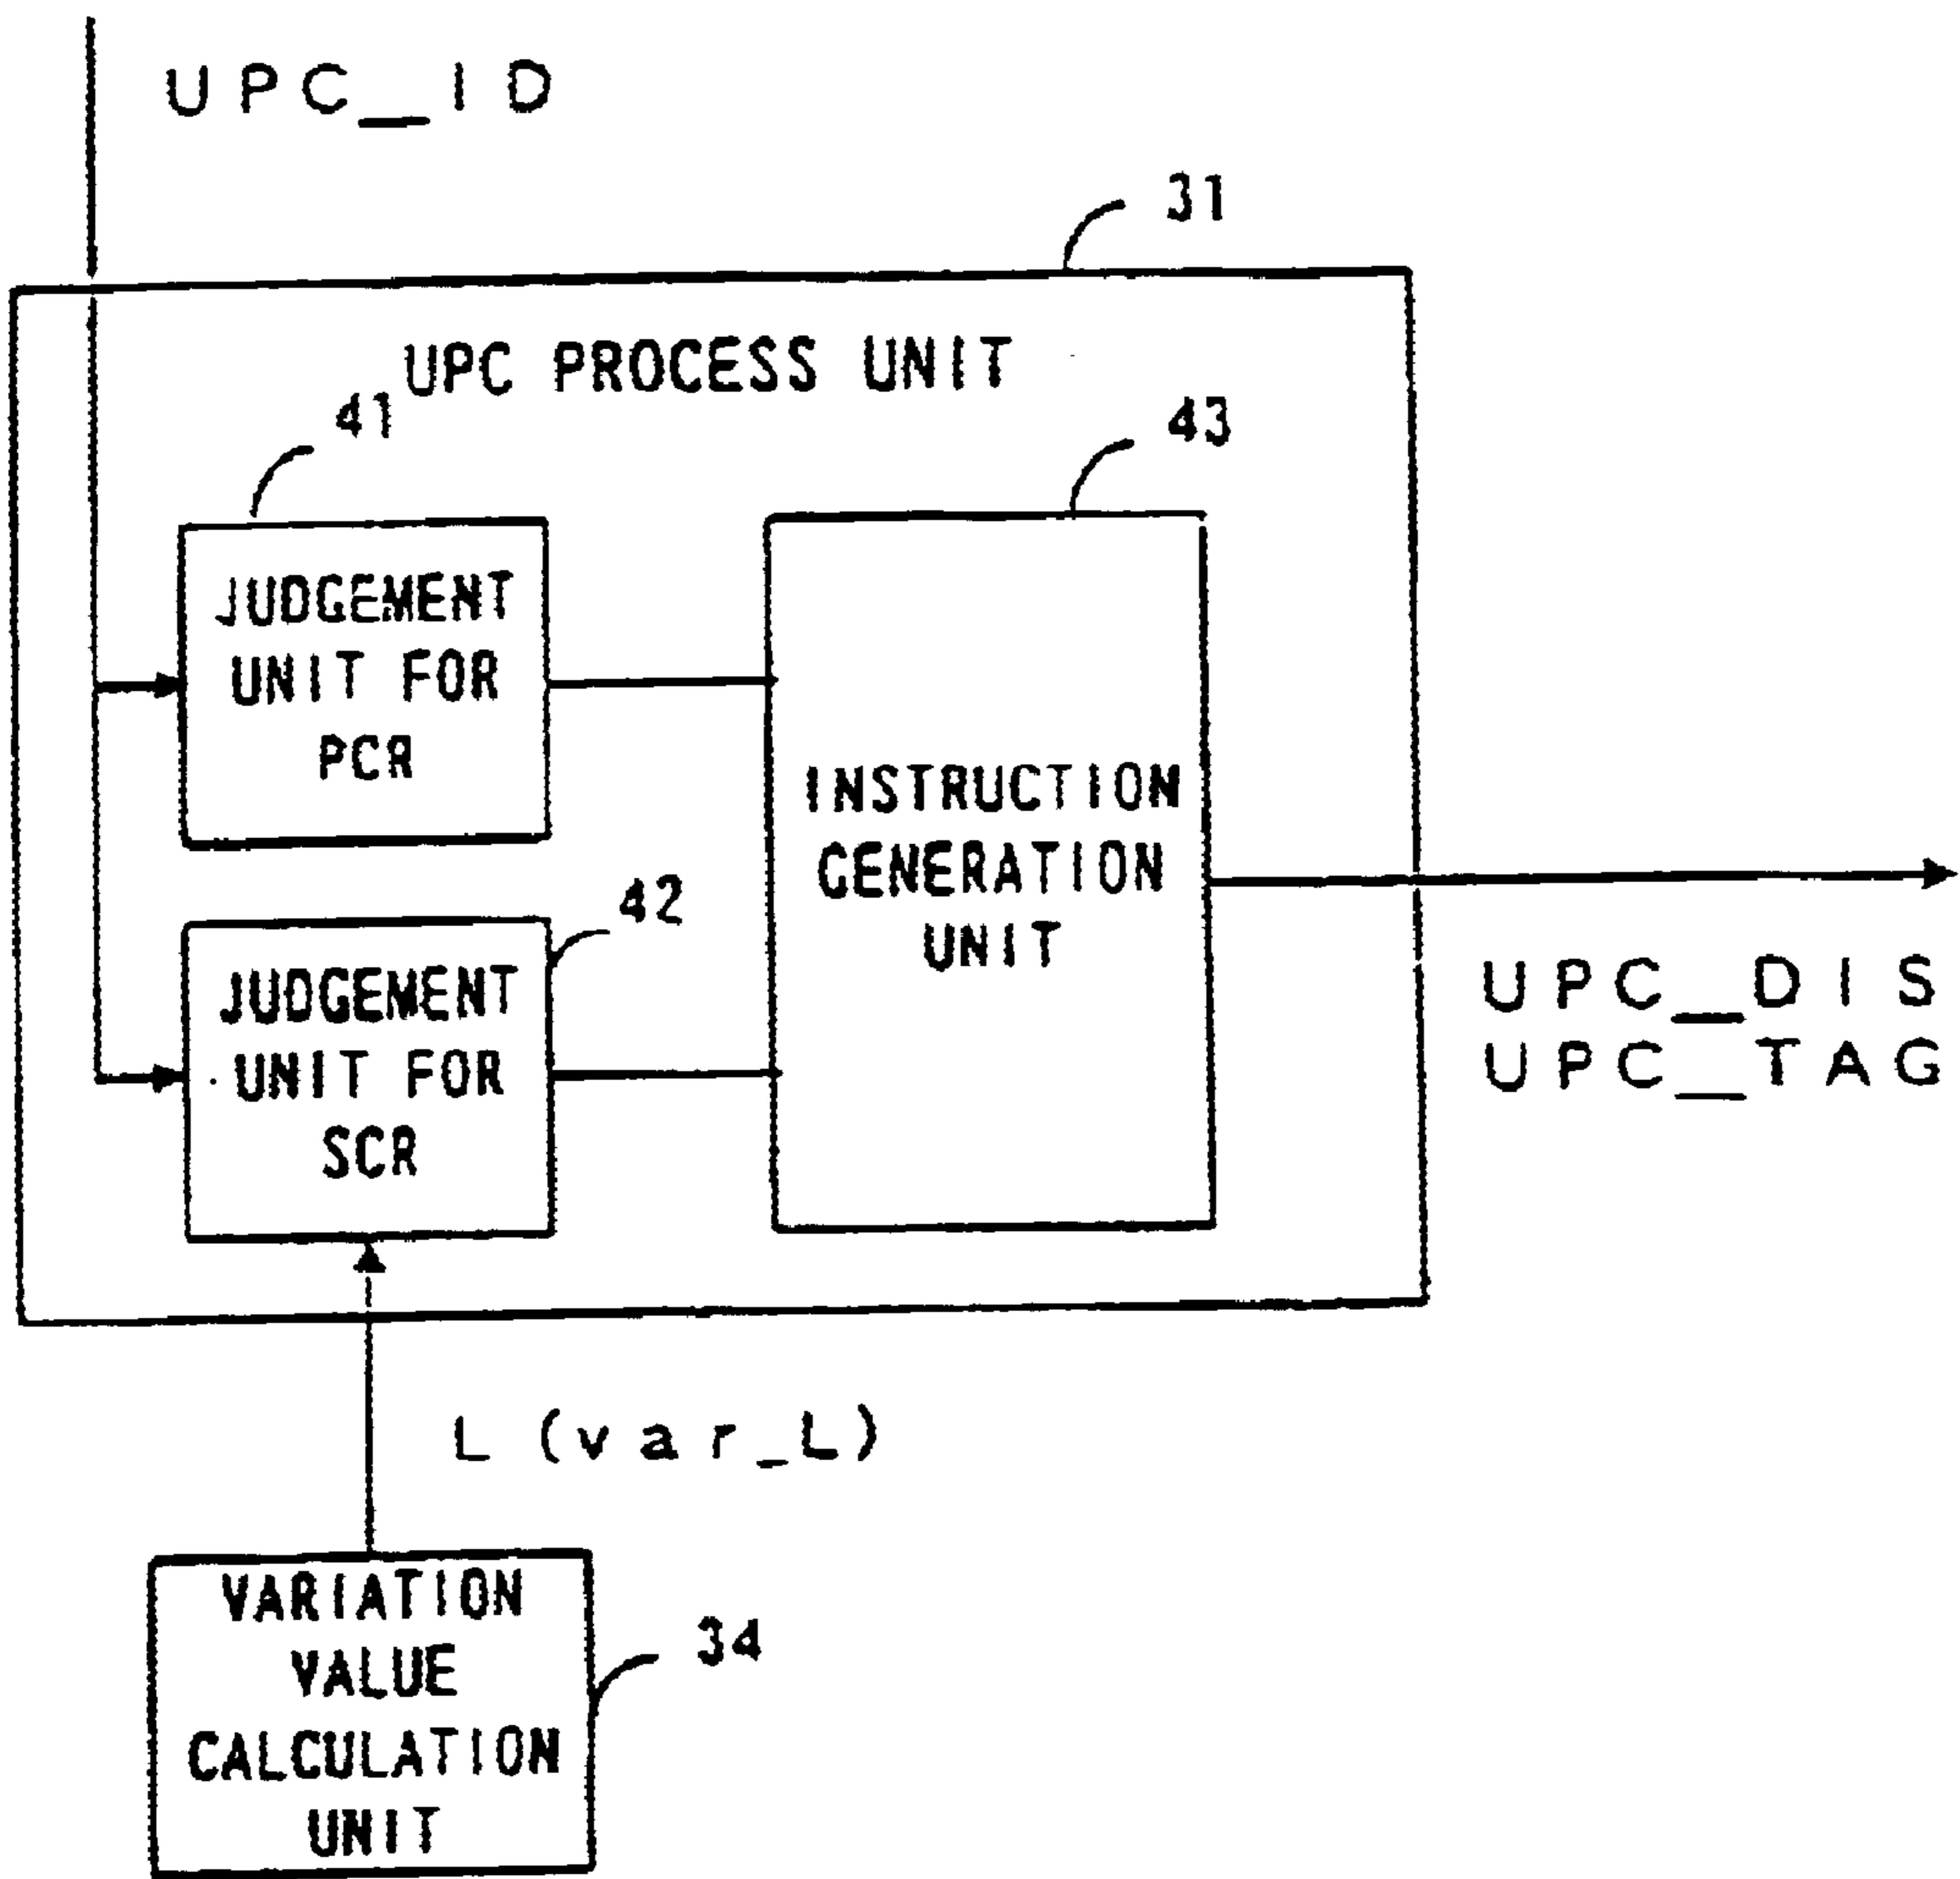 UPC_ID
31
UPC PROCESS UNIT
41
43
JUDGEMENT
UNIT FOR
PCR
INSTRUCTION
GENERATION
UNIT
42
JUDGEMENT
UNIT FOR
SCR
UPC_DIS
UPC_TAG
L (var_L)
VARIATION
VALUE
CALCULATION
UNIT
34